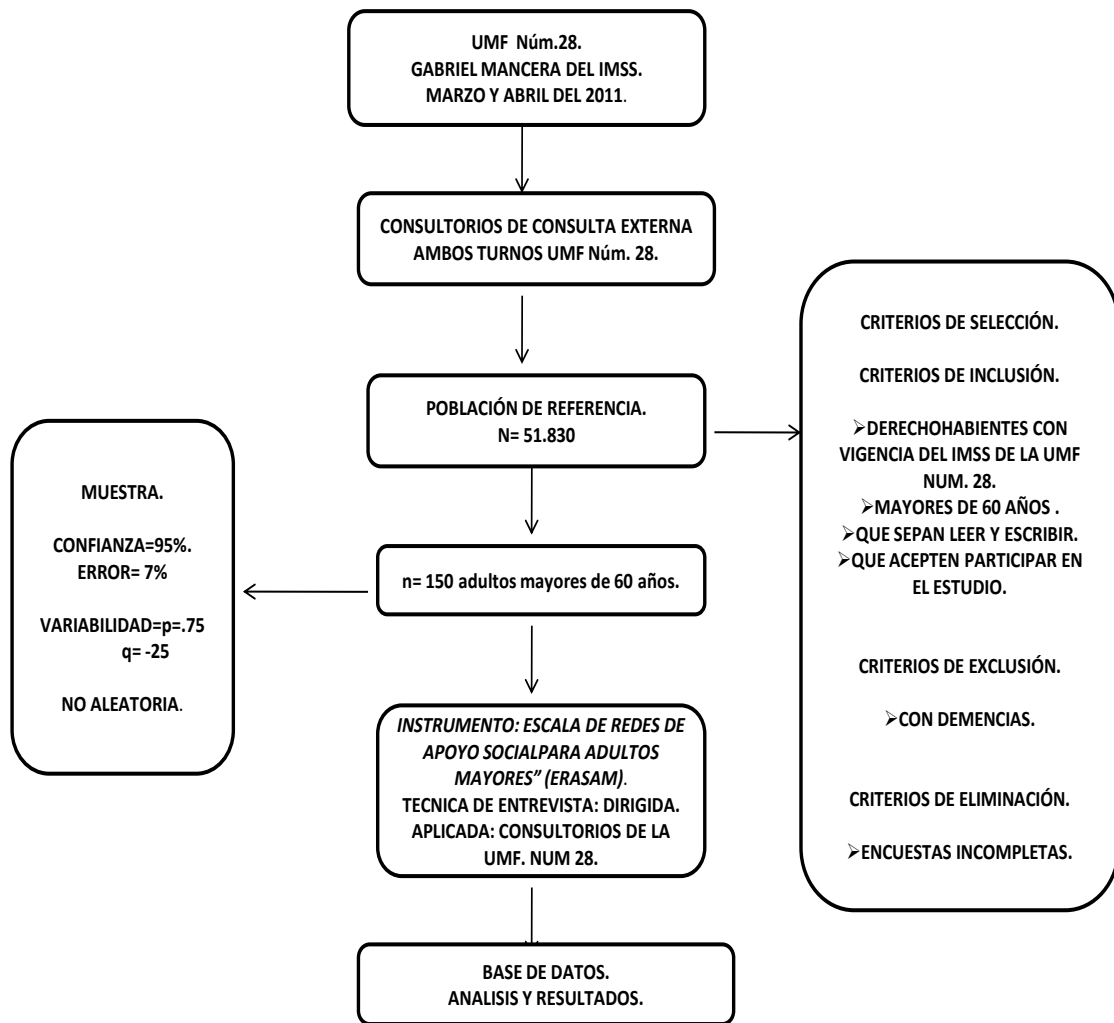 UMF Núm.28.
GABRIEL MANCERA DEL IMSS.
MARZO Y ABRIL DEL 2011.
CONSULTORIOS DE CONSULTA EXTERNA
AMBOS TURNOS UMF Núm. 28.
POBLACIÓN DE REFERENCIA.
N= 51.830
CRITERIOS DE SELECCIÓN.
CRITERIOS DE INCLUSIÓN.
➢DERECHOHABIENTES CON
VIGENCIA DEL IMSS DE LA UMF
NUM. 28.
➢MAYORES DE 60 AÑOS .
➢QUE SEPAN LEER Y ESCRIBIR.
➢QUE ACEPTEN PARTICIPAR EN
EL ESTUDIO.
CRITERIOS DE EXCLUSIÓN.
➢CON DEMENCIAS.
CRITERIOS DE ELIMINACIÓN.
➢ENCUESTAS INCOMPLETAS.
MUESTRA.
CONFIANZA=95%.
ERROR= 7%
VARIABILIDAD=p=.75
q= -25
NO ALEATORIA.
n= 150 adultos mayores de 60 años.
INSTRUMENTO: ESCALA DE REDES DE
APOYO SOCIALPARA ADULTOS
MAYORES” (ERASAM).
TECNICA DE ENTREVISTA: DIRIGIDA.
APLICADA: CONSULTORIOS DE LA
UMF. NUM 28.
BASE DE DATOS.
ANALISIS Y RESULTADOS.